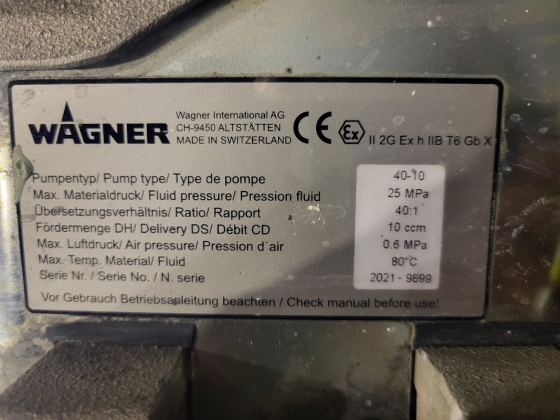 WAGNER
Wagner International AG
CH-9450 ALTSTÄTTEN
MADE IN SWITZERLAND
CE Ex II 2G Ex h IIB T6 Gb X
Pumpentyp/ Pump type/ Type de pompe 40-10
Max. Materialdruck/ Fluid pressure/ Pression fluid 25 MPa
Übersetzungsverhältnis/ Ratio/ Rapport 40:1
Fördermenge DH/ Delivery DS/ Débit CD 10 ccm
Max. Luftdruck/ Air pressure/ Pression d´air 0.6 MPa
Max. Temp. Material/ Fluid 80°C
Serie Nr./ Serie No./ N. serie 2021 - 9899
Vor Gebrauch Betriebsanleitung beachten / Check manual before use!